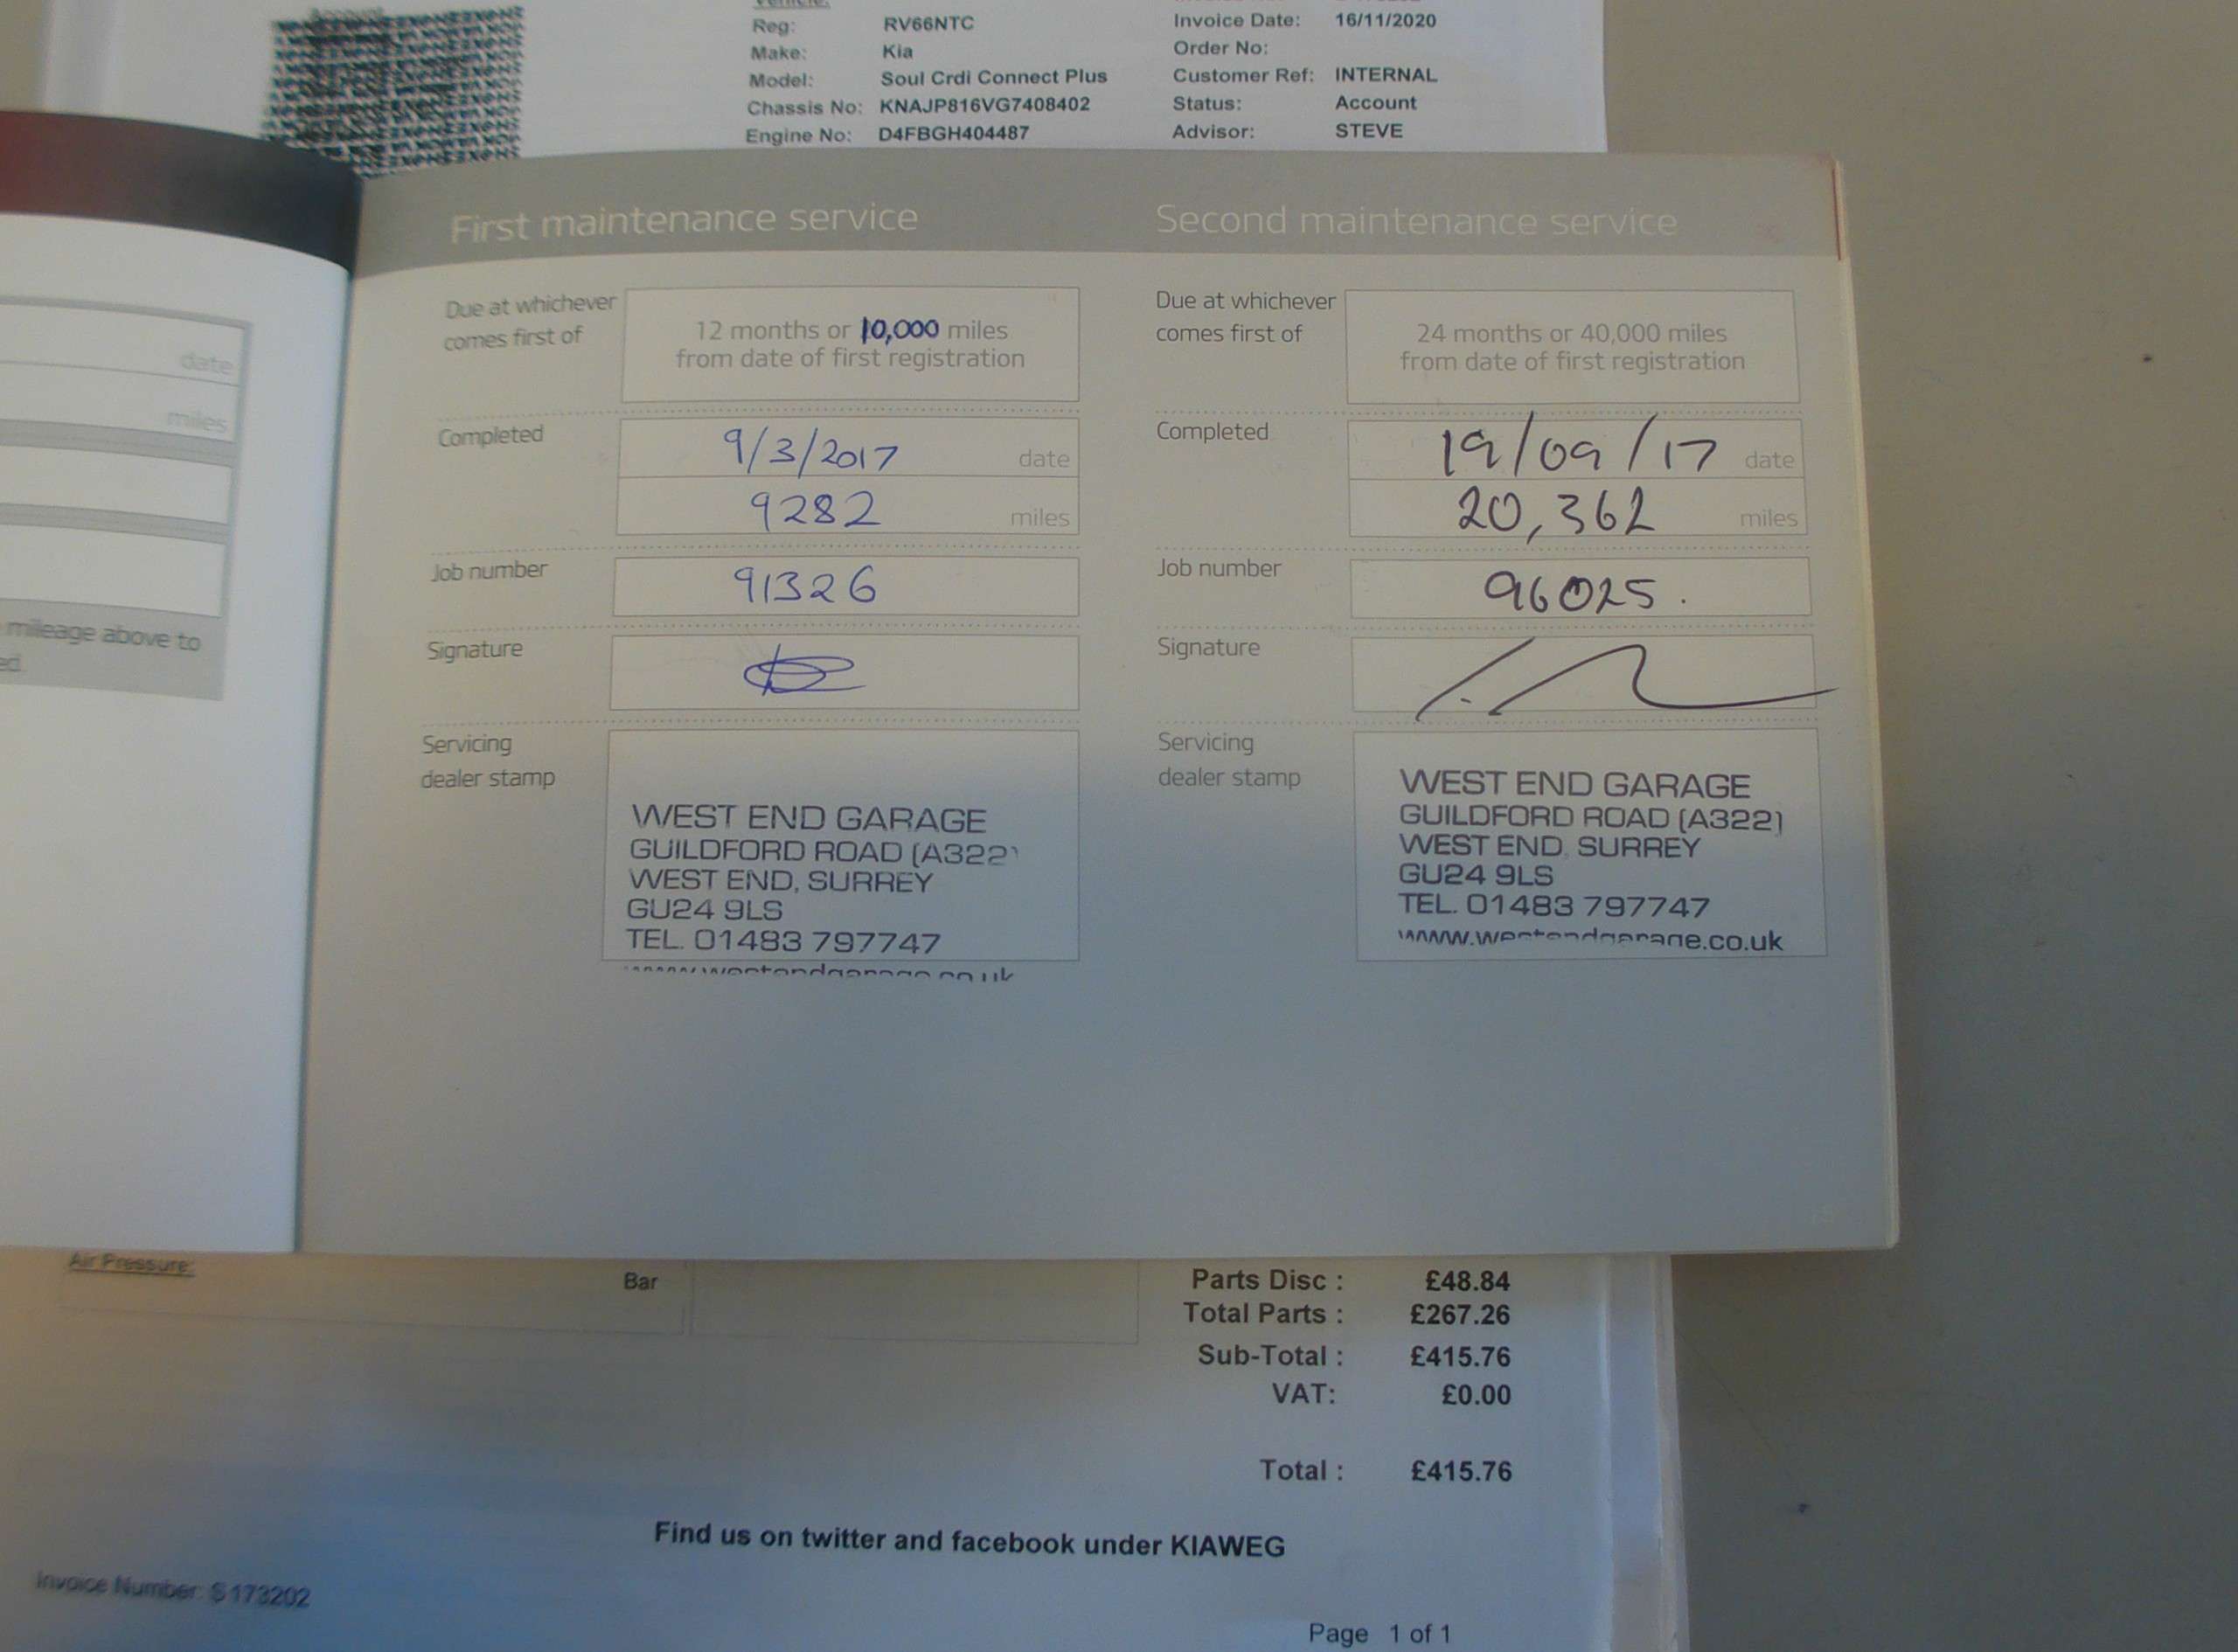 Vehicle:
Reg: RV66NTC
Make: Kia
Model: Soul Crdi Connect Plus
Chassis No: KNAJP816VG7408402
Engine No: D4FBGH404487
Invoice Date: 16/11/2020
Order No:
Customer Ref: INTERNAL
Status: Account
Advisor: STEVE
date
miles
mileage above to
First maintenance service
Due at whichever
comes first of
12 months or 10,000 miles
from date of first registration
Completed
9/3/2017 date
9282 miles
Job number
91326
Signature
Servicing
dealer stamp
WEST END GARAGE
GUILDFORD ROAD (A322)
WEST END, SURREY
GU24 9LS
TEL. 01483 797747
Second maintenance service
Due at whichever
comes first of
24 months or 40,000 miles
from date of first registration
Completed
19/09/17 date
20,362 miles
Job number
96025.
Signature
Servicing
dealer stamp
WEST END GARAGE
GUILDFORD ROAD (A322)
WEST END, SURREY
GU24 9LS
TEL. 01483 797747
www.westendgarage.co.uk
Air Pressure:
Bar
Parts Disc : £48.84
Total Parts : £267.26
Sub-Total : £415.76
VAT: £0.00
Total : £415.76
Find us on twitter and facebook under KIAWEG
Invoice Number: S173202
Page 1 of 1